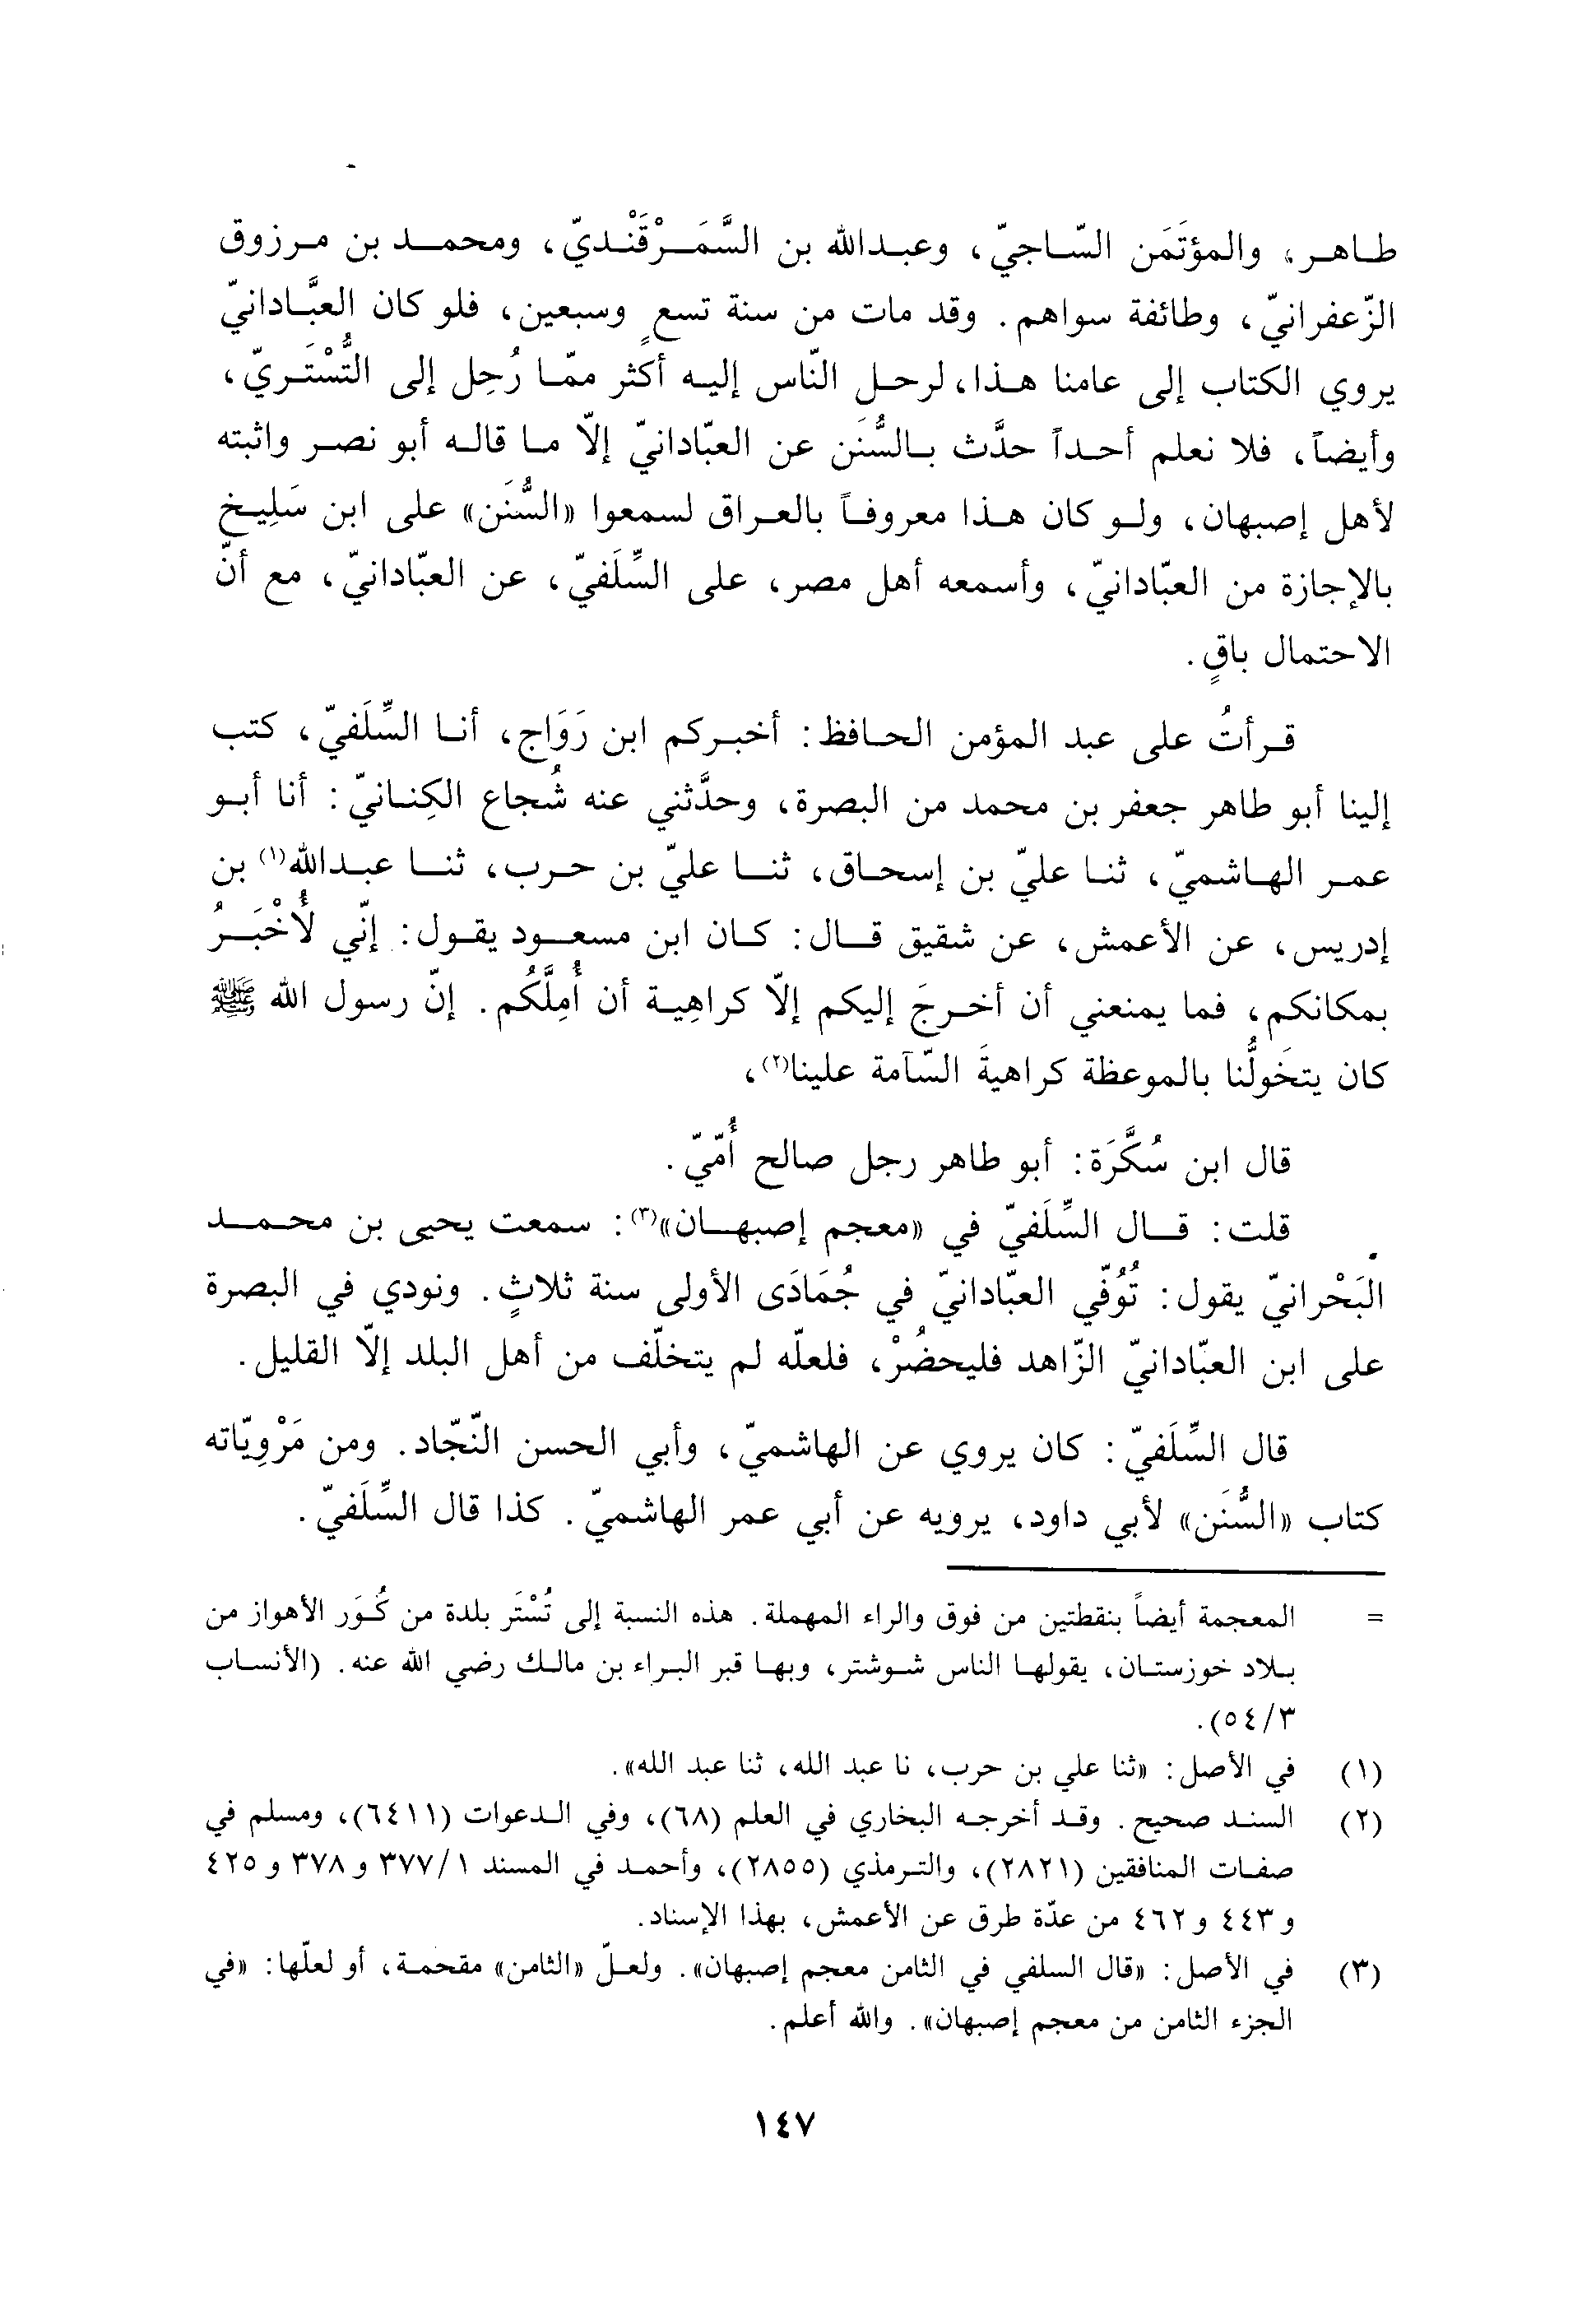 طاهر، والمؤتَمَن السّاجيّ، وعبدالله بن السَّمَرْقَنْديّ، ومحمد بن مرزوق
الزّعفرانيّ، وطائفة سواهم. وقد مات من سنة تسعٍ وسبعين، فلو كان العبَّادانيّ
يروي الكتاب إلى عامنا هذا، لرحل النّاس إليه أكثر ممّا رُحِل إلى التُّسْتَريّ،
وأيضاً، فلا نعلم أحداً حدَّث بالسُّنَن عن العبّادانيّ إلّا ما قاله أبو نصر واثبته
لأهل إصبهان، ولو كان هذا معروفاً بالعراق لسمعوا «السُّنَن» على ابن سَلِيخ
بالإجازة من العبّادانيّ، وأسمعه أهل مصر، على السِّلَفيّ، عن العبّادانيّ، مع أنّ
الاحتمال باقٍ.
قرأتُ على عبد المؤمن الحافظ: أخبركم ابن رَوَاج، أنا السِّلَفيّ، كتب
إلينا أبو طاهر جعفر بن محمد من البصرة، وحدَّثني عنه شُجاع الكِنانيّ: أنا أبو
عمر الهاشميّ، ثنا عليّ بن إسحاق، ثنا عليّ بن حرب، ثنا عبدالله(١) بن
إدريس، عن الأعمش، عن شقيق قال: كان ابن مسعود يقول: إنّي لَأُخْبَرُ
بمكانكم، فما يمنعني أن أخرجَ إليكم إلّا كراهِية أن أُمِلَّكُم. إنّ رسول الله ﷺ
كان يتخَولُّنا بالموعظة كراهيةَ السّآمة علينا(٢)،
قال ابن سُكَّرَة: أبو طاهر رجل صالح أُمّيّ.
قلت: قال السِّلَفيّ في «معجم إصبهان»(٣): سمعت يحيى بن محمد
البَحْرانيّ يقول: تُوُفّي العبّادانيّ في جُمَادَى الأولى سنة ثلاثٍ. ونودي في البصرة
على ابن العبّادانيّ الزّاهد فليحضُرْ، فلعلّه لم يتخلّف من أهل البلد إلّا القليل.
قال السِّلَفيّ: كان يروي عن الهاشميّ، وأبي الحسن النّجّاد. ومن مَرْوِيّاته
كتاب «السُّنَن» لأبي داود، يرويه عن أبي عمر الهاشميّ. كذا قال السِّلَفيّ.
= المعجمة أيضاً بنقطتين من فوق والراء المهملة. هذه النسبة إلى تُسْتَر بلدة من كُوَر الأهواز من
بلاد خوزستان، يقولها الناس شوشتر، وبها قبر البراء بن مالك رضي الله عنه. (الأنساب
٥٤/٣).
(١) في الأصل: «ثنا علي بن حرب، نا عبد الله، ثنا عبد الله».
(٢) السند صحيح. وقد أخرجه البخاري في العلم (٦٨)، وفي الدعوات (٦٤١١)، ومسلم في
صفات المنافقين (٢٨٢١)، والترمذي (٢٨٥٥)، وأحمد في المسند ٣٧٧/١ و ٣٧٨ و ٤٢٥
و ٤٤٣ و ٤٦٢ من عدّة طرق عن الأعمش، بهذا الإسناد.
(٣) في الأصل: «قال السلفي في الثامن معجم إصبهان». ولعلّ «الثامن» مقحمة، أو لعلّها: «في
الجزء الثامن من معجم إصبهان». والله أعلم.
١٤٧